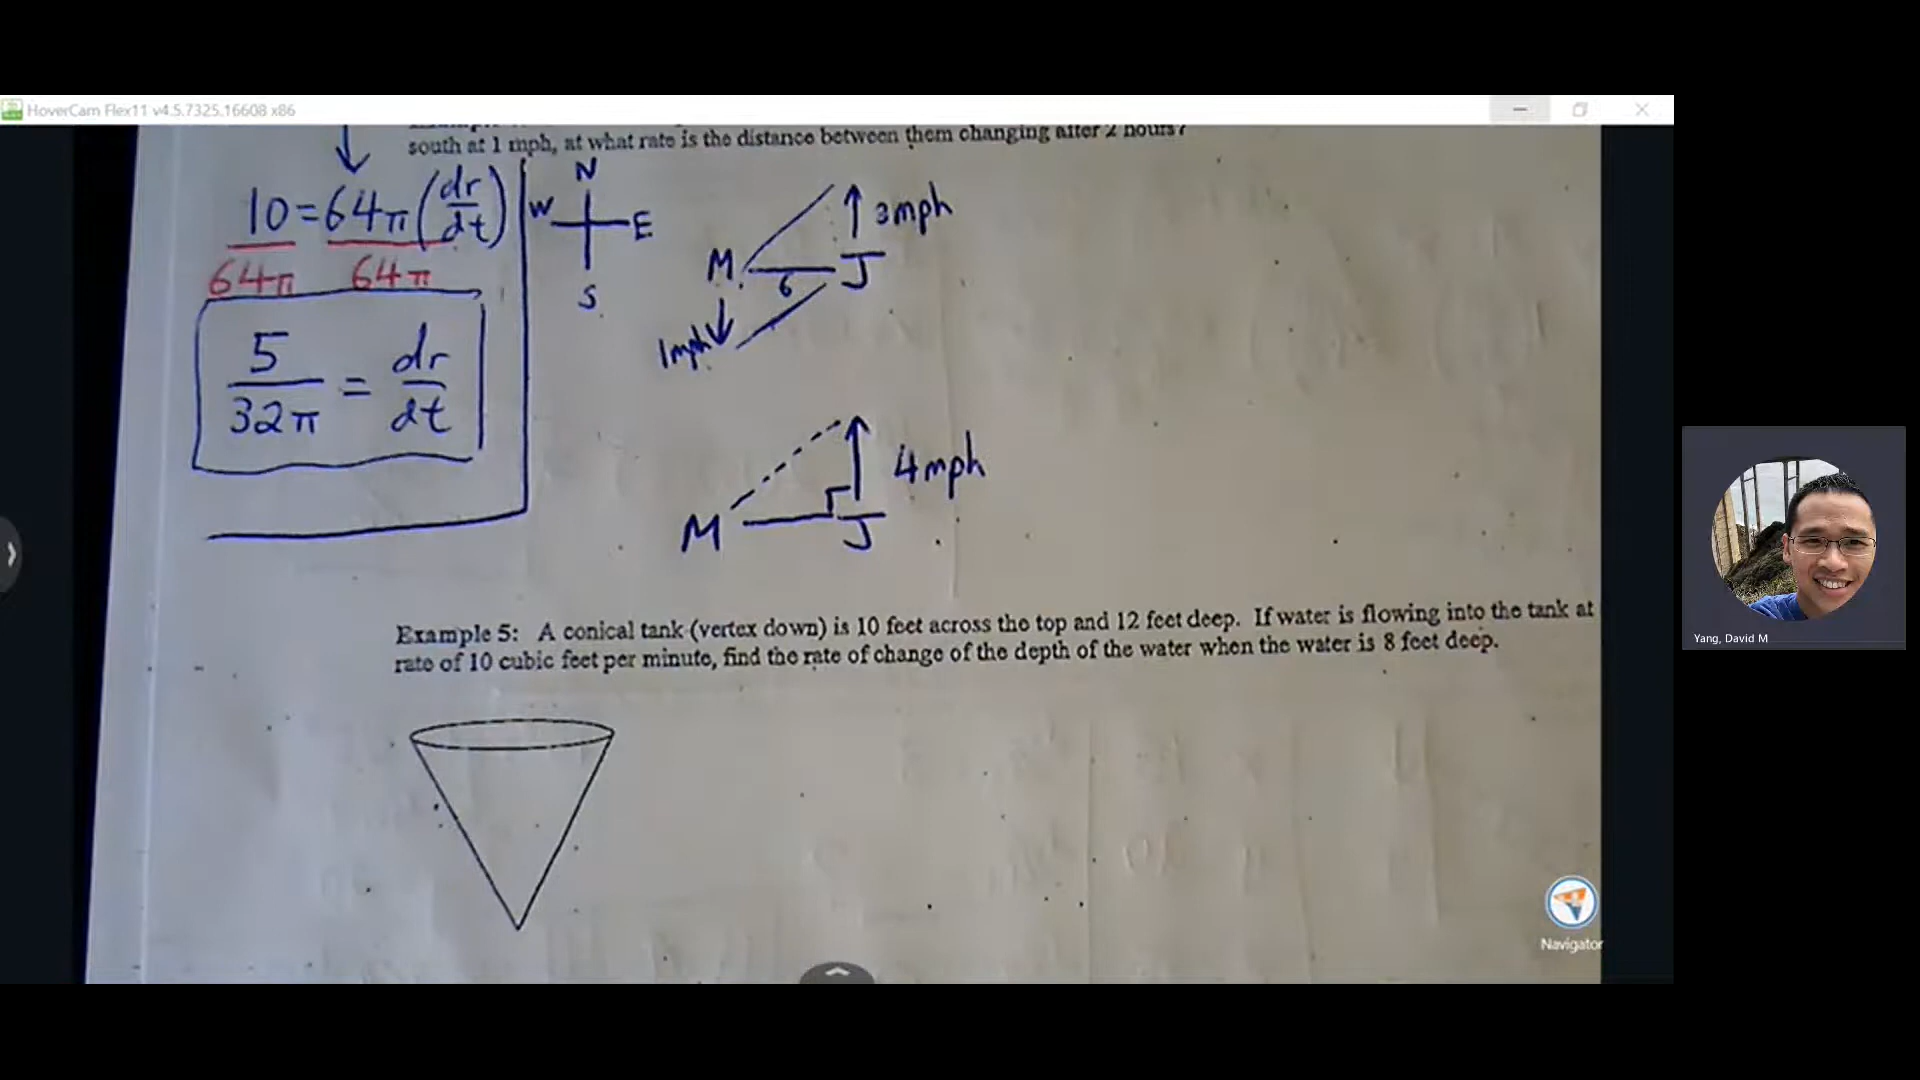 HoverCam Flex11 v4.5.7325.16608 x86
south at 1 mph, at what rate is the distance between them changing after 2 hours?
10=64π(dr/dt)
64π 64π
5/32π = dr/dt
N
W E
S
3mph
M 6 J
1mph
4mph
M J
Example 5: A conical tank (vertex down) is 10 feet across the top and 12 feet deep. If water is flowing into the tank at
rate of 10 cubic feet per minute, find the rate of change of the depth of the water when the water is 8 feet deep.
Navigator
Yang, David M